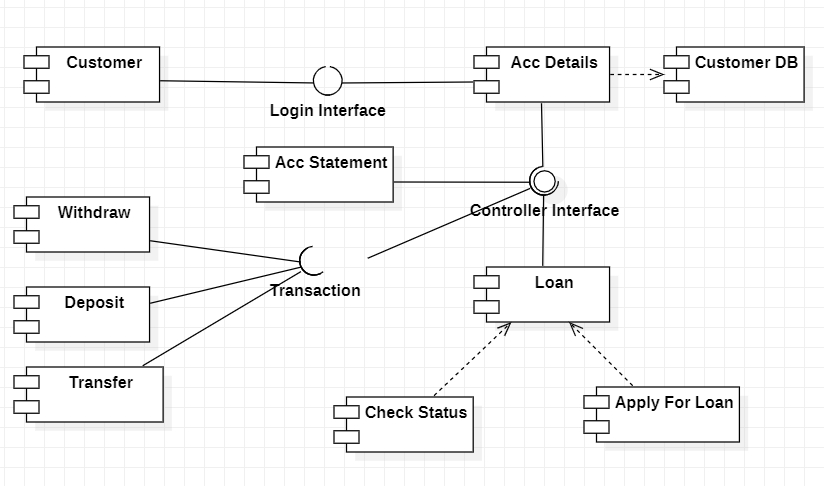 Customer
Acc Details
Customer DB
Login Interface
Acc Statement
Withdraw
Controller Interface
Transaction
Loan
Deposit
Transfer
Check Status
Apply For Loan